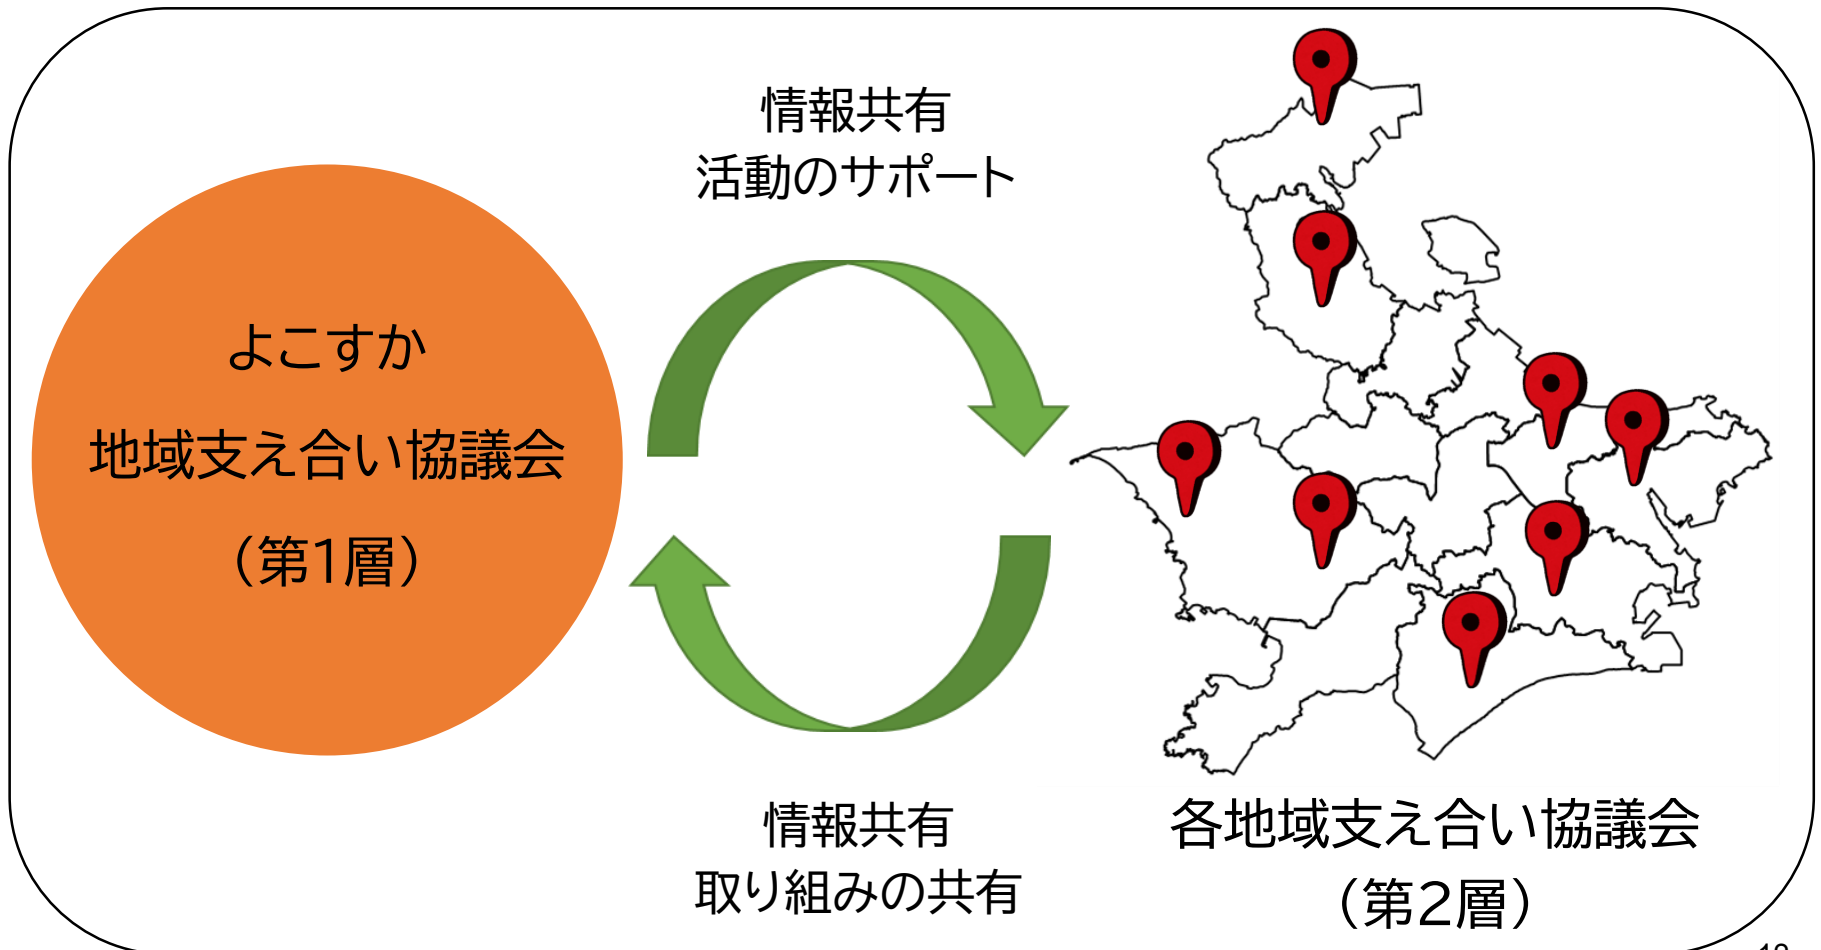 情報共有
活動のサポート
よこすか
地域支え合い協議会
（第1層）
情報共有
取り組みの共有
各地域支え合い協議会
（第2層）